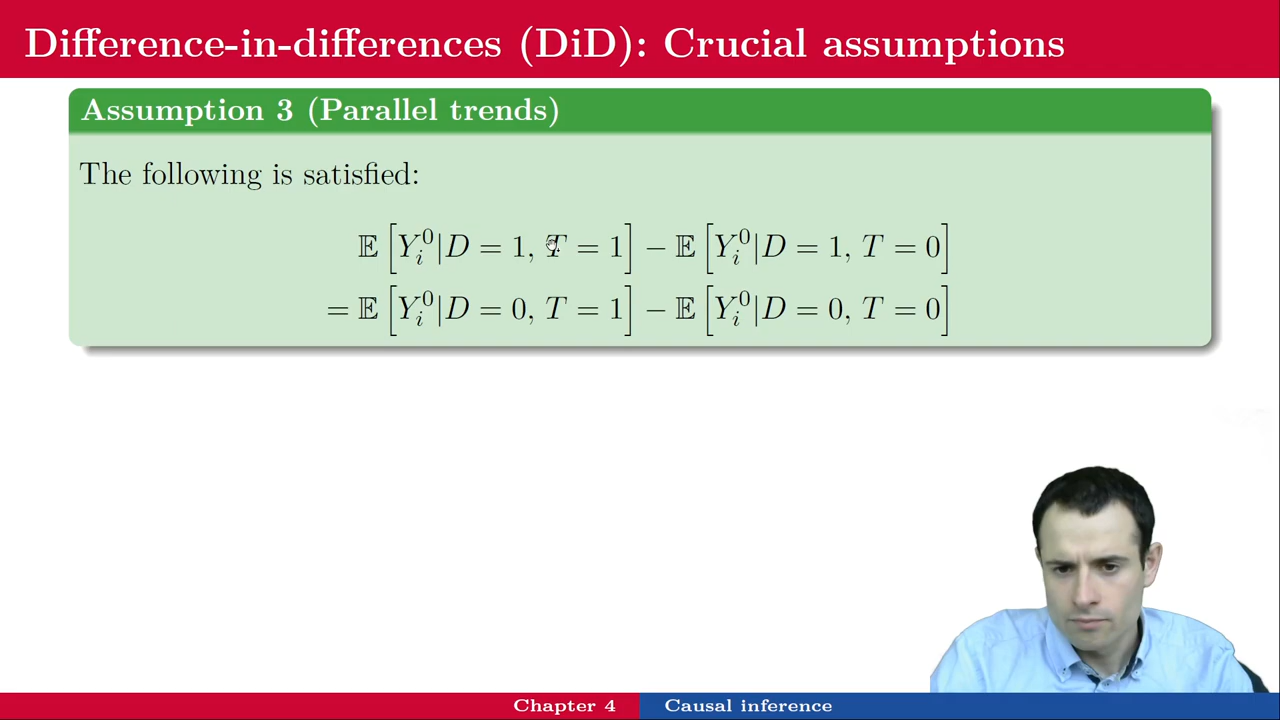 Difference-in-differences (DiD): Crucial assumptions
Assumption 3 (Parallel trends)
The following is satisfied:
𝔼[Y_i^0|D = 1, T = 1] − 𝔼[Y_i^0|D = 1, T = 0]
= 𝔼[Y_i^0|D = 0, T = 1] − 𝔼[Y_i^0|D = 0, T = 0]
Chapter 4 Causal inference